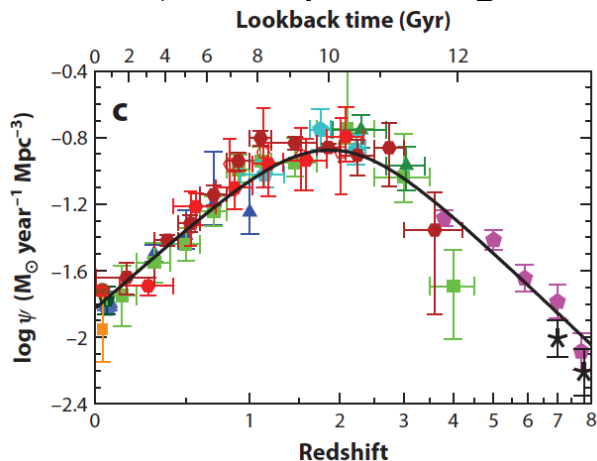 Lookback time (Gyr)
0 2 4 6 8 10 12
c
−0.4
−0.8
−1.2
−1.6
−2
−2.4
log ψ (M⊙ year−1 Mpc−3)
0 1 2 3 4 5 6 7 8
Redshift